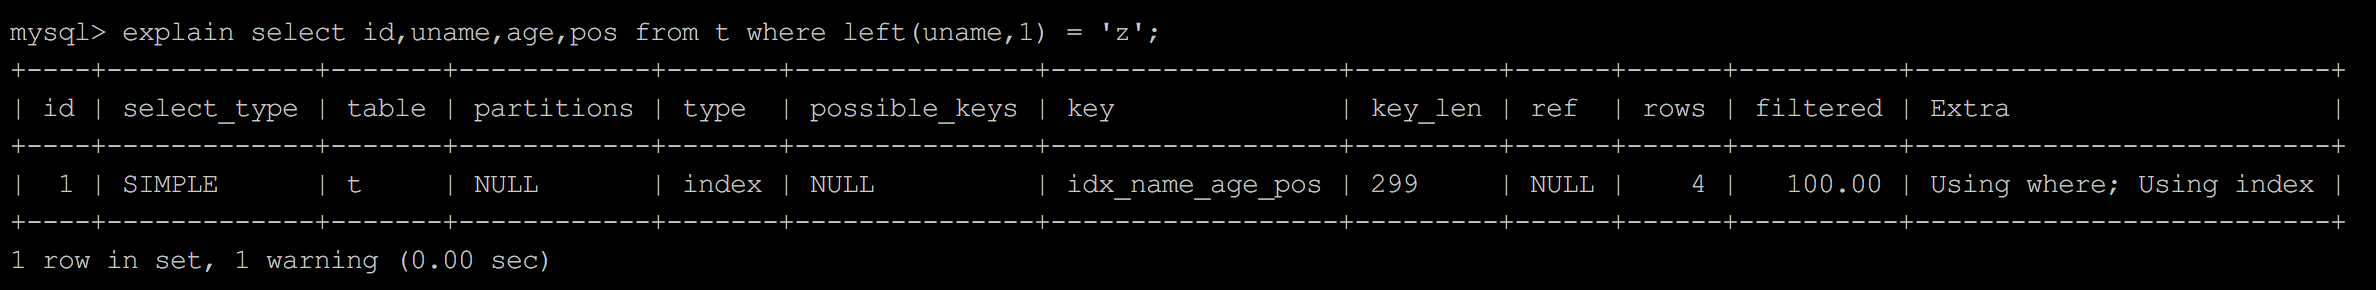 mysql> explain select id,uname,age,pos from t where left(uname,1) = 'z';
+----+-------------+-------+------------+-------+---------------+------------------+---------+------+------+----------+--------------------------+
| id | select_type | table | partitions | type  | possible_keys | key              | key_len | ref  | rows | filtered | Extra                    |
+----+-------------+-------+------------+-------+---------------+------------------+---------+------+------+----------+--------------------------+
|  1 | SIMPLE      | t     | NULL       | index | NULL          | idx_name_age_pos | 299     | NULL |    4 |   100.00 | Using where; Using index |
+----+-------------+-------+------------+-------+---------------+------------------+---------+------+------+----------+--------------------------+
1 row in set, 1 warning (0.00 sec)